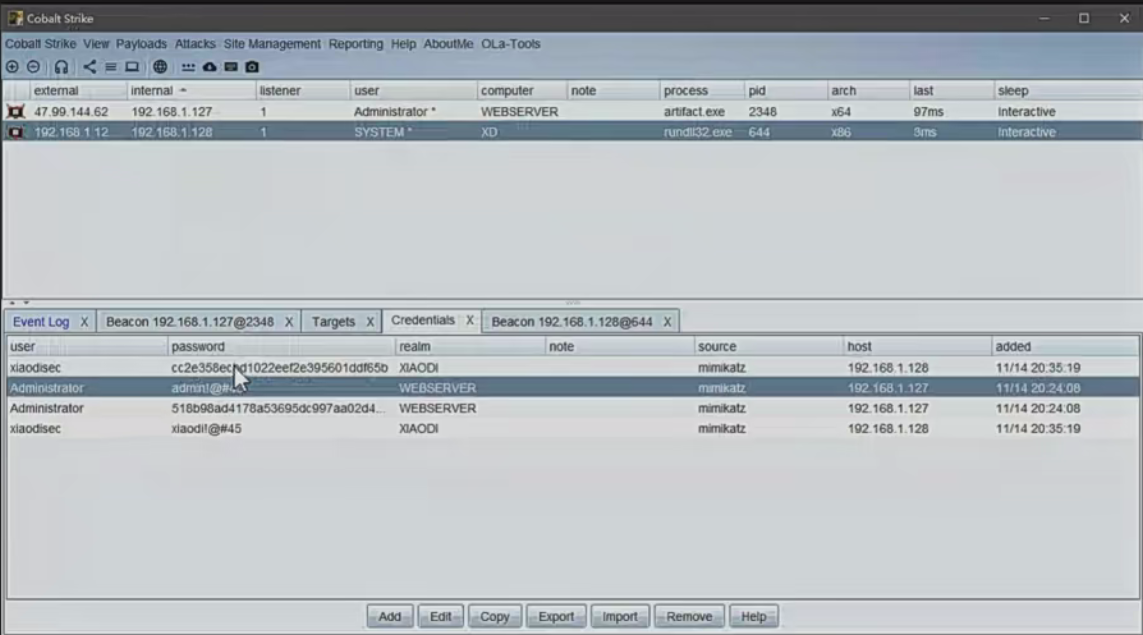 Cobalt Strike
Cobalt Strike View Payloads Attacks Site Management Reporting Help AboutMe OLa-Tools
external internal listener user computer note process pid arch last sleep
47.99.144.62 192.168.1.127 1 Administrator * WEBSERVER artifact.exe 2348 x64 97ms Interactive
192.168.1.12 192.168.1.128 1 SYSTEM * XD rundll32.exe 644 x86 3ms Interactive
Event Log X Beacon 192.168.1.127@2348 X Targets X Credentials X Beacon 192.168.1.128@644 X
user password realm note source host added
xiaodisec XIAODI mimikatz 192.168.1.128 11/14 20:35:19
Administrator WEBSERVER mimikatz 192.168.1.127 11/14 20:24:08
Administrator 518b98ad4178a53695dc997aa02d4... WEBSERVER mimikatz 192.168.1.127 11/14 20:24:08
xiaodisec xiaodi!@#45 XIAODI mimikatz 192.168.1.128 11/14 20:35:19
Add Edit Copy Export Import Remove Help